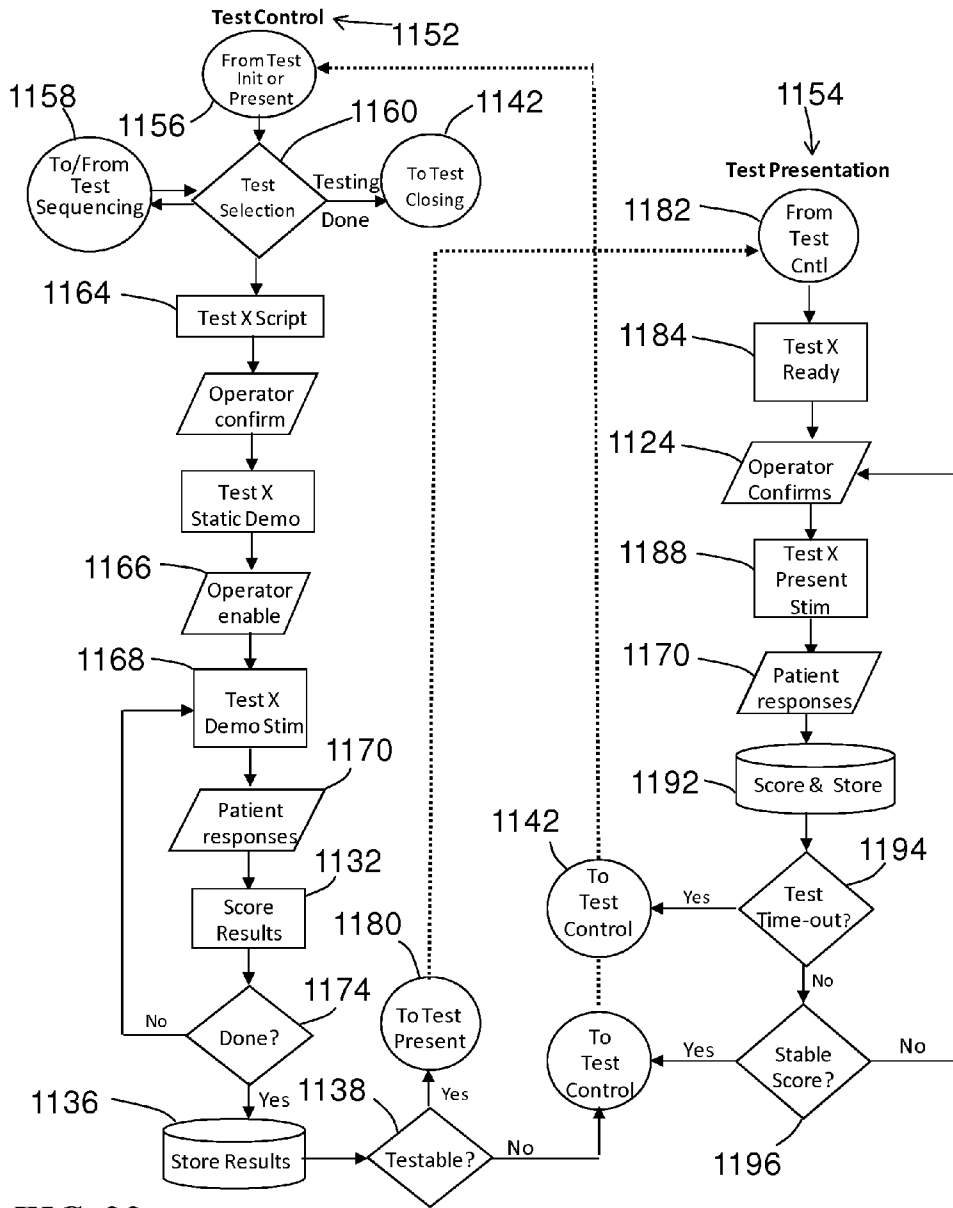 Test Control
1152
From Test
Init or
Present
1156
1158
To/From
Test
Sequencing
1160
Test
Selection
Testing
Done
1142
To Test
Closing
1164
Test X Script
Operator
confirm
Test X
Static Demo
1166
Operator
enable
1168
Test X
Demo Stim
1170
Patient
responses
1132
Score
Results
1174
Done?
No
Yes
1136
Store Results
1138
Testable?
Yes
No
1180
To Test
Present
1154
Test Presentation
1182
From
Test
Cntl
1184
Test X
Ready
1124
Operator
Confirms
1188
Test X
Present
Stim
1170
Patient
responses
1192
Score & Store
1194
Test
Time-out?
Yes
No
1142
To
Test
Control
Stable
Score?
Yes
No
1196
To
Test
Control